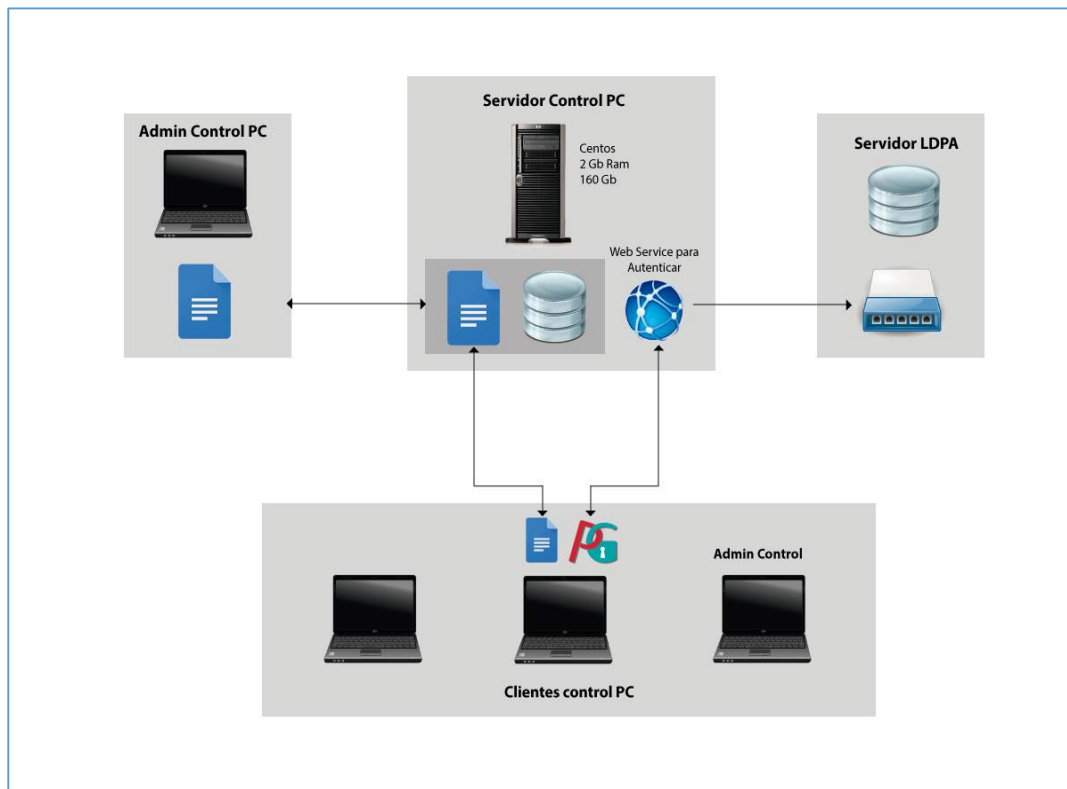 Admin Control PC
Servidor Control PC
Centos
2 Gb Ram
160 Gb
Web Service para
Autenticar
Servidor LDPA
Admin Control
Clientes control PC